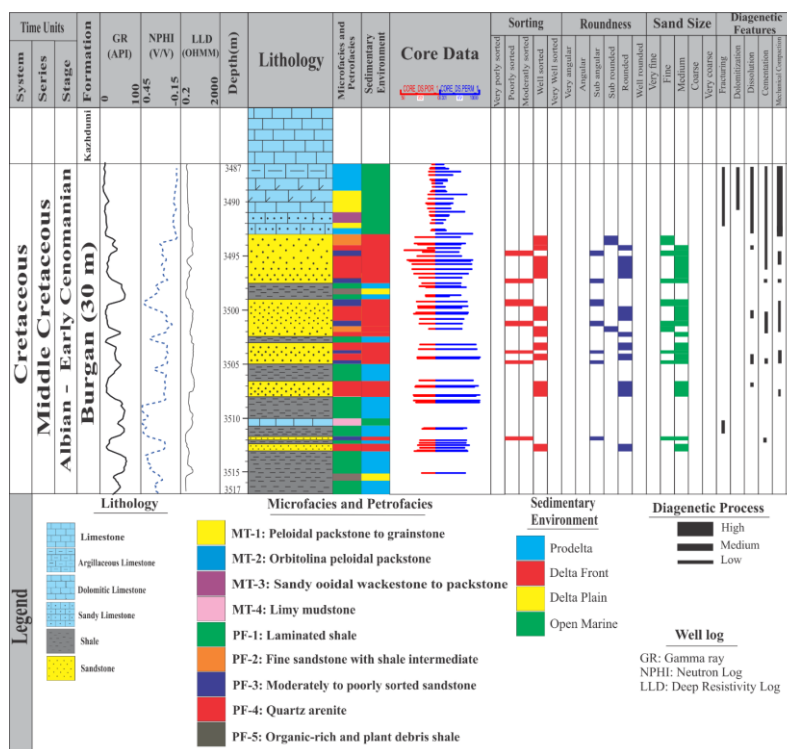 Time Units
System
Series
Stage
Formation
GR
(API)
0
100
NPHI
(V/V)
0.45
-0.15
LLD
(OHMM)
0.2
2000
Depth(m)
Lithology
Microfacies and
Petrofacies
Sedimentary
Environment
Core Data
Sorting
Very poorly sorted
Poorly sorted
Moderately sorted
Well sorted
Very Well sorted
Roundness
Very angular
Angular
Sub angular
Sub rounded
Rounded
Well rounded
Sand Size
Very fine
Fine
Medium
Coarse
Very coarse
Diagenetic
Features
Fracturing
Dolomitization
Dissolution
Cementation
Mechanical Compaction
Cretaceous
Middle Cretaceous
Albian - Early Cenomanian
Kazhdumi
Burgan (30 m)
3487
3490
3495
3500
3505
3510
3515
3517
Legend
Lithology
Limestone
Argillaceous Limestone
Dolomitic Limestone
Sandy Limestone
Shale
Sandstone
Microfacies and Petrofacies
MT-1: Peloidal packstone to grainstone
MT-2: Orbitolina peloidal packstone
MT-3: Sandy ooidal wackestone to packstone
MT-4: Limy mudstone
PF-1: Laminated shale
PF-2: Fine sandstone with shale intermediate
PF-3: Moderately to poorly sorted sandstone
PF-4: Quartz arenite
PF-5: Organic-rich and plant debris shale
Sedimentary
Environment
Prodelta
Delta Front
Delta Plain
Open Marine
Diagenetic Process
High
Medium
Low
Well log
GR: Gamma ray
NPHI: Neutron Log
LLD: Deep Resistivity Log